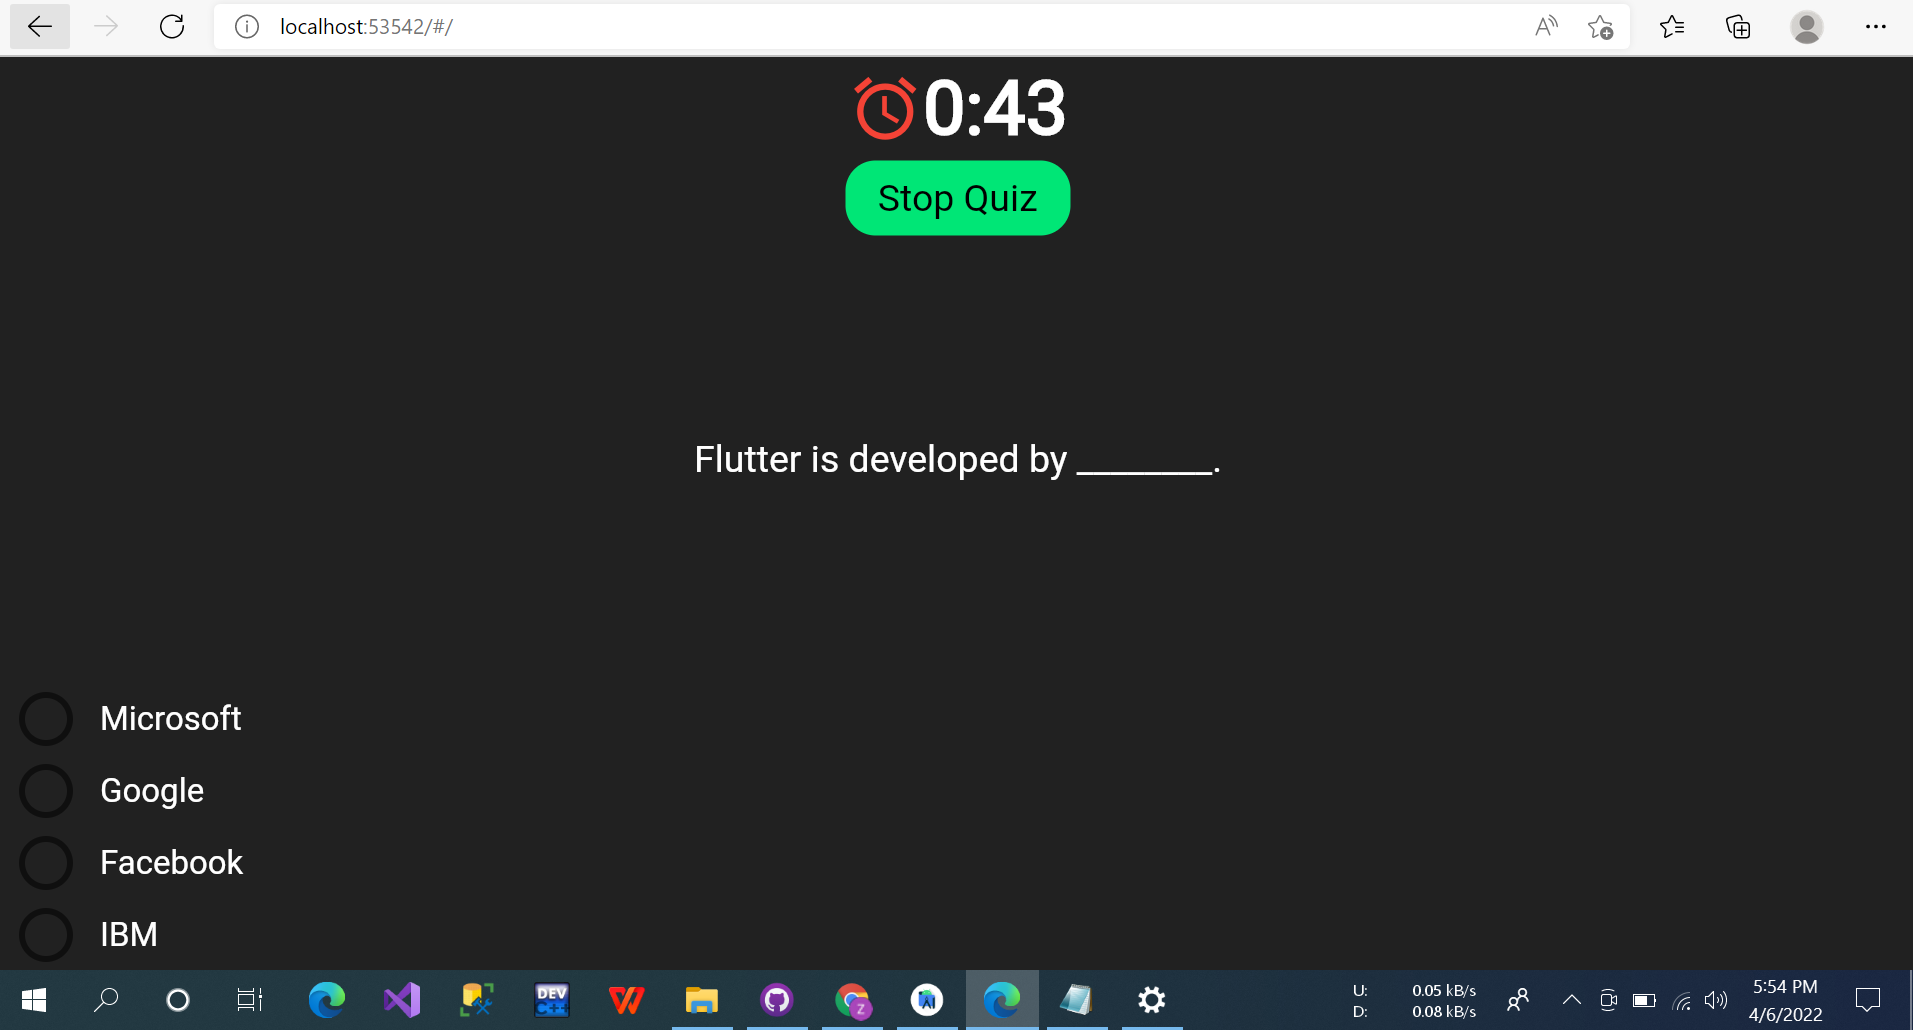 localhost:53542/#/
0:43
Stop Quiz
Flutter is developed by ________.
Microsoft
Google
Facebook
IBM
DEV
C++
Z
U: 0.05 kB/s
D: 0.08 kB/s
5:54 PM
4/6/2022